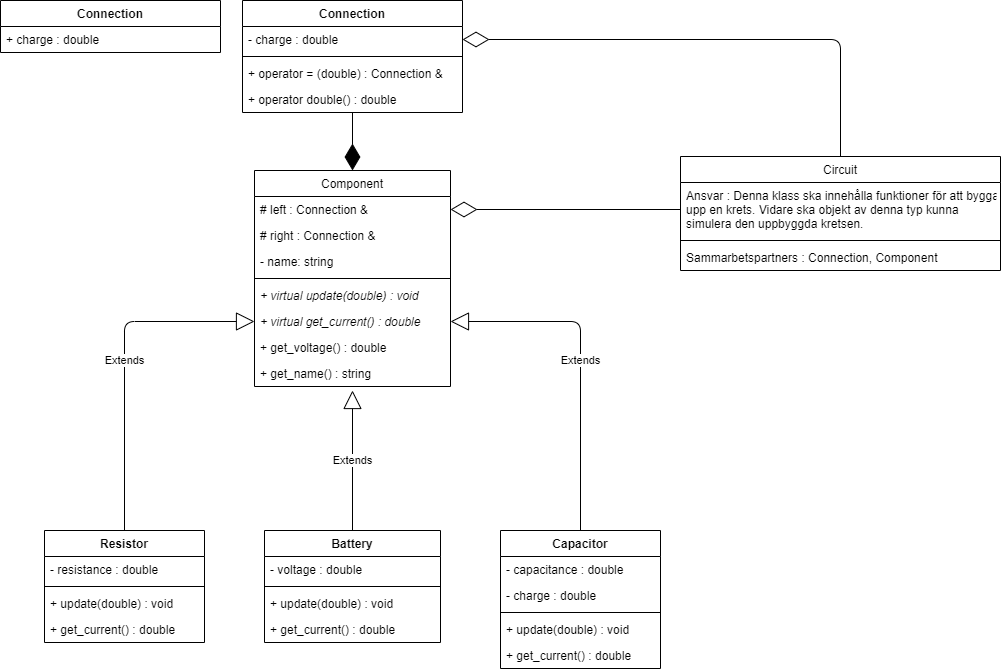 Connection
+ charge : double
Connection
- charge : double
+ operator = (double) : Connection &
+ operator double() : double
Component
# left : Connection &
# right : Connection &
- name: string
+ virtual update(double) : void
+ virtual get_current() : double
+ get_voltage() : double
+ get_name() : string
Circuit
Ansvar : Denna klass ska innehålla funktioner för att bygga
upp en krets. Vidare ska objekt av denna typ kunna
simulera den uppbyggda kretsen.
Sammarbetspartners : Connection, Component
Extends
Extends
Extends
Resistor
- resistance : double
+ update(double) : void
+ get_current() : double
Battery
- voltage : double
+ update(double) : void
+ get_current() : double
Capacitor
- capacitance : double
- charge : double
+ update(double) : void
+ get_current() : double